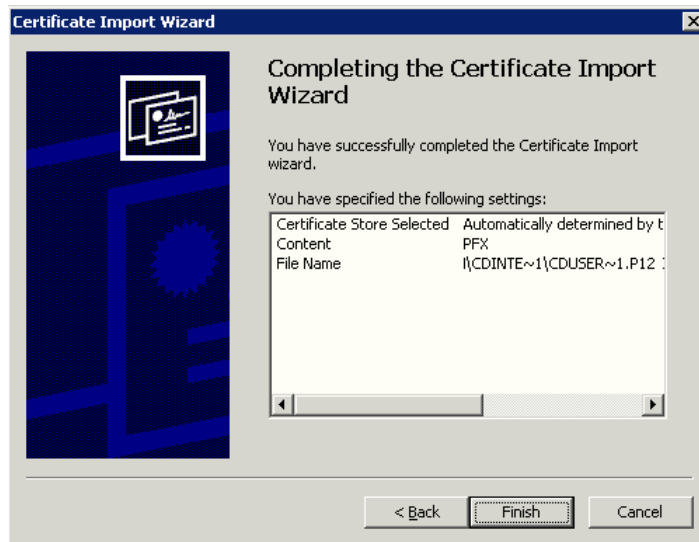 Certificate Import Wizard
Completing the Certificate Import
Wizard
You have successfully completed the Certificate Import
wizard.
You have specified the following settings:
Certificate Store Selected Automatically determined by t
Content PFX
File Name I\CDINTE~1\CDUSER~1.P12
< Back Finish Cancel